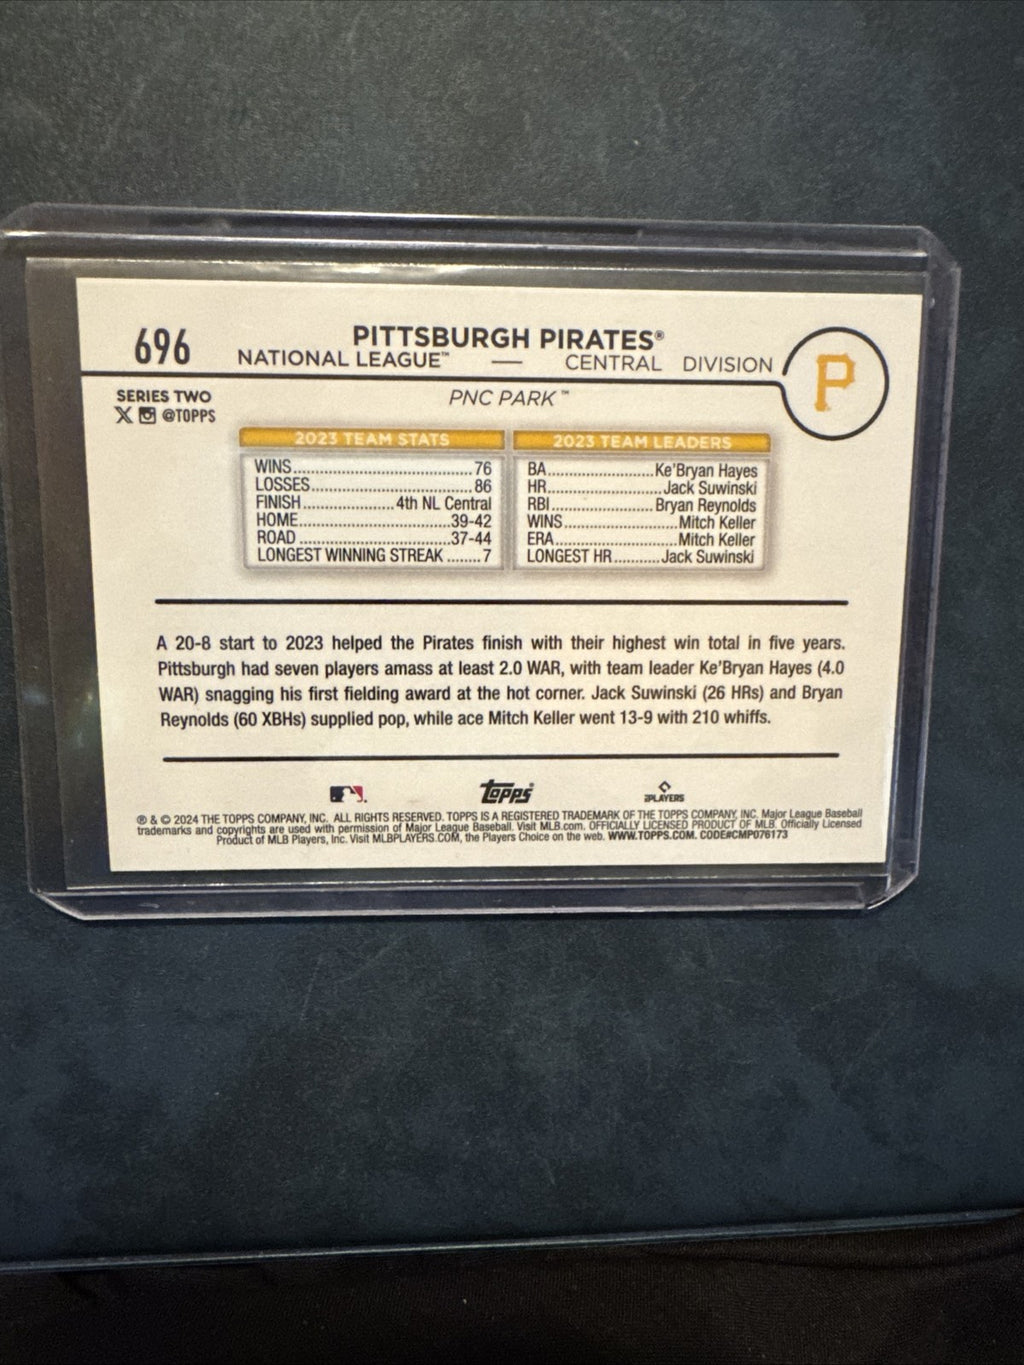 696
PITTSBURGH PIRATES®
NATIONAL LEAGUE™ — CENTRAL DIVISION
P
SERIES TWO
@TOPPS
PNC PARK™
2023 TEAM STATS
WINS..............................76
LOSSES...........................86
FINISH..............4th NL Central
HOME...........................39-42
ROAD...........................37-44
LONGEST WINNING STREAK ........7
2023 TEAM LEADERS
BA......................Ke'Bryan Hayes
HR.......................Jack Suwinski
RBI....................Bryan Reynolds
WINS......................Mitch Keller
ERA.......................Mitch Keller
LONGEST HR..........Jack Suwinski
A 20-8 start to 2023 helped the Pirates finish with their highest win total in five years.
Pittsburgh had seven players amass at least 2.0 WAR, with team leader Ke'Bryan Hayes (4.0
WAR) snagging his first fielding award at the hot corner. Jack Suwinski (26 HRs) and Bryan
Reynolds (60 XBHs) supplied pop, while ace Mitch Keller went 13-9 with 210 whiffs.
Topps
PLAYERS
® & © 2024 THE TOPPS COMPANY, INC. ALL RIGHTS RESERVED. TOPPS IS A REGISTERED TRADEMARK OF THE TOPPS COMPANY, INC. Major League Baseball
trademarks and copyrights are used with permission of Major League Baseball. Visit MLB.com. OFFICIALLY LICENSED PRODUCT OF MLB. Officially Licensed
Product of MLB Players, Inc. Visit MLBPLAYERS.COM, the Players Choice on the web. WWW.TOPPS.COM. CODE#CMP076173